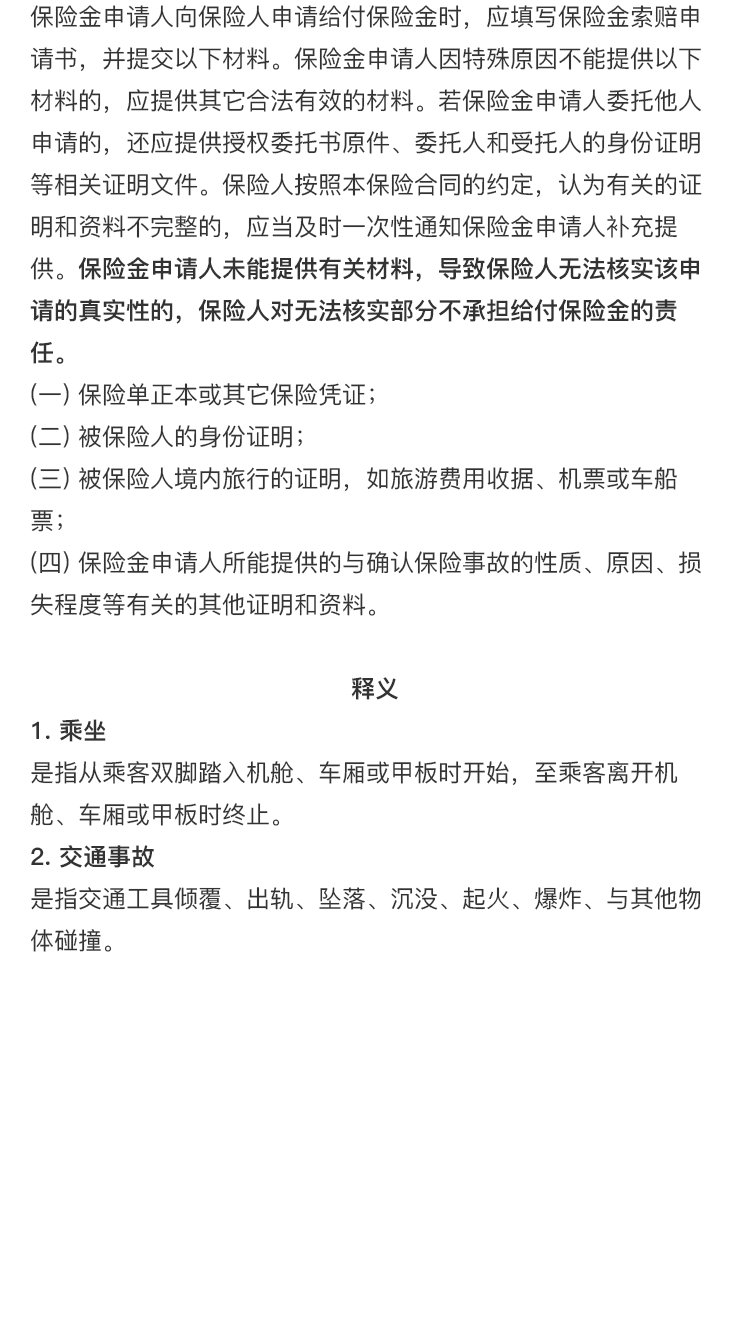 保险金申请人向保险人申请给付保险金时，应填写保险金索赔申
请书，并提交以下材料。保险金申请人因特殊原因不能提供以下
材料的，应提供其它合法有效的材料。若保险金申请人委托他人
申请的，还应提供授权委托书原件、委托人和受托人的身份证明
等相关证明文件。保险人按照本保险合同的约定，认为有关的证
明和资料不完整的，应当及时一次性通知保险金申请人补充提
供。保险金申请人未能提供有关材料，导致保险人无法核实该申
请的真实性的，保险人对无法核实部分不承担给付保险金的责
任。
(一) 保险单正本或其它保险凭证；
(二) 被保险人的身份证明；
(三) 被保险人境内旅行的证明，如旅游费用收据、机票或车船
票；
(四) 保险金申请人所能提供的与确认保险事故的性质、原因、损
失程度等有关的其他证明和资料。
释义
1. 乘坐
是指从乘客双脚踏入机舱、车厢或甲板时开始，至乘客离开机
舱、车厢或甲板时终止。
2. 交通事故
是指交通工具倾覆、出轨、坠落、沉没、起火、爆炸、与其他物
体碰撞。